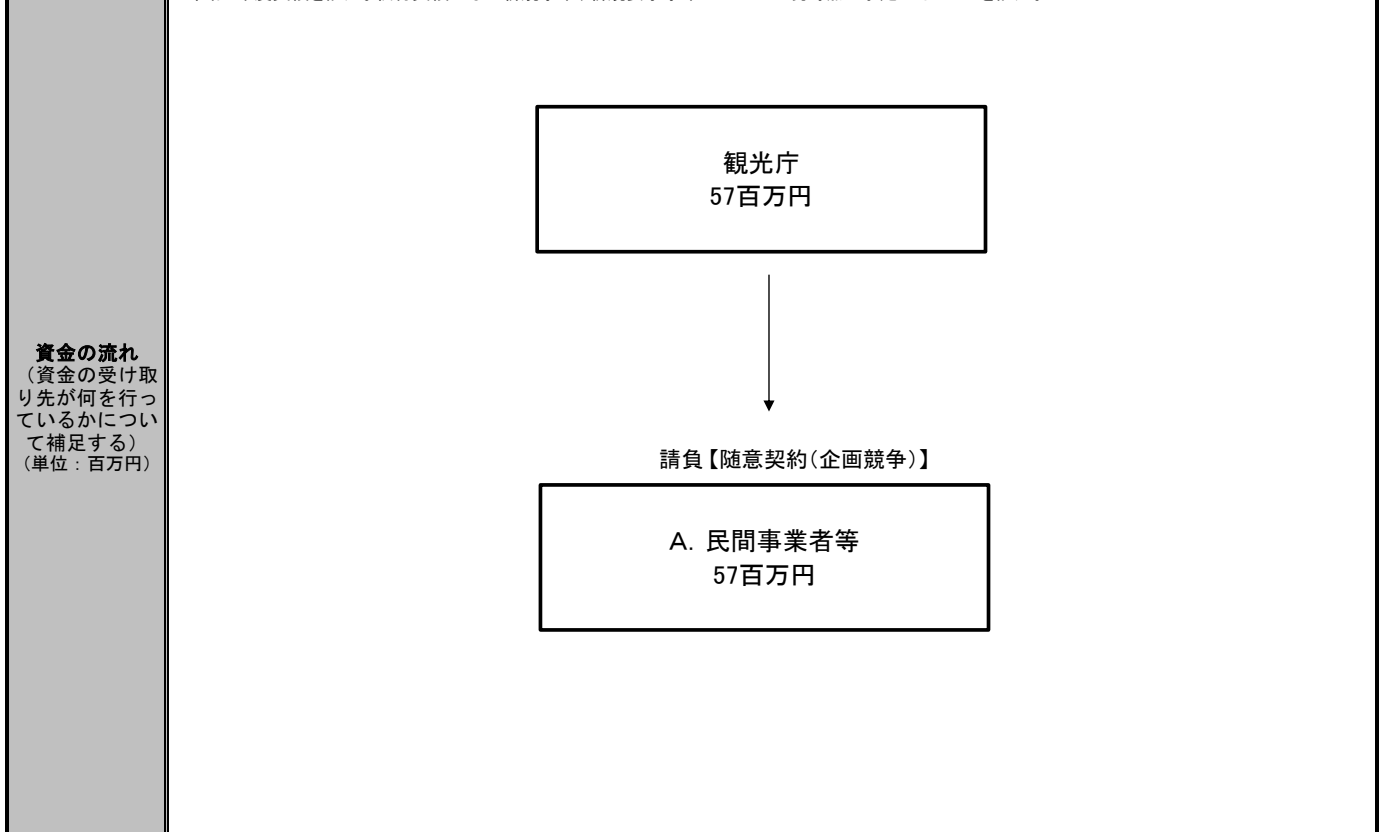 観光庁
57百万円
資金の流れ
（資金の受け取
り先が何を行っ
ているかについ
て補足する）
（単位：百万円）
請負【随意契約（企画競争）】
A. 民間事業者等
57百万円